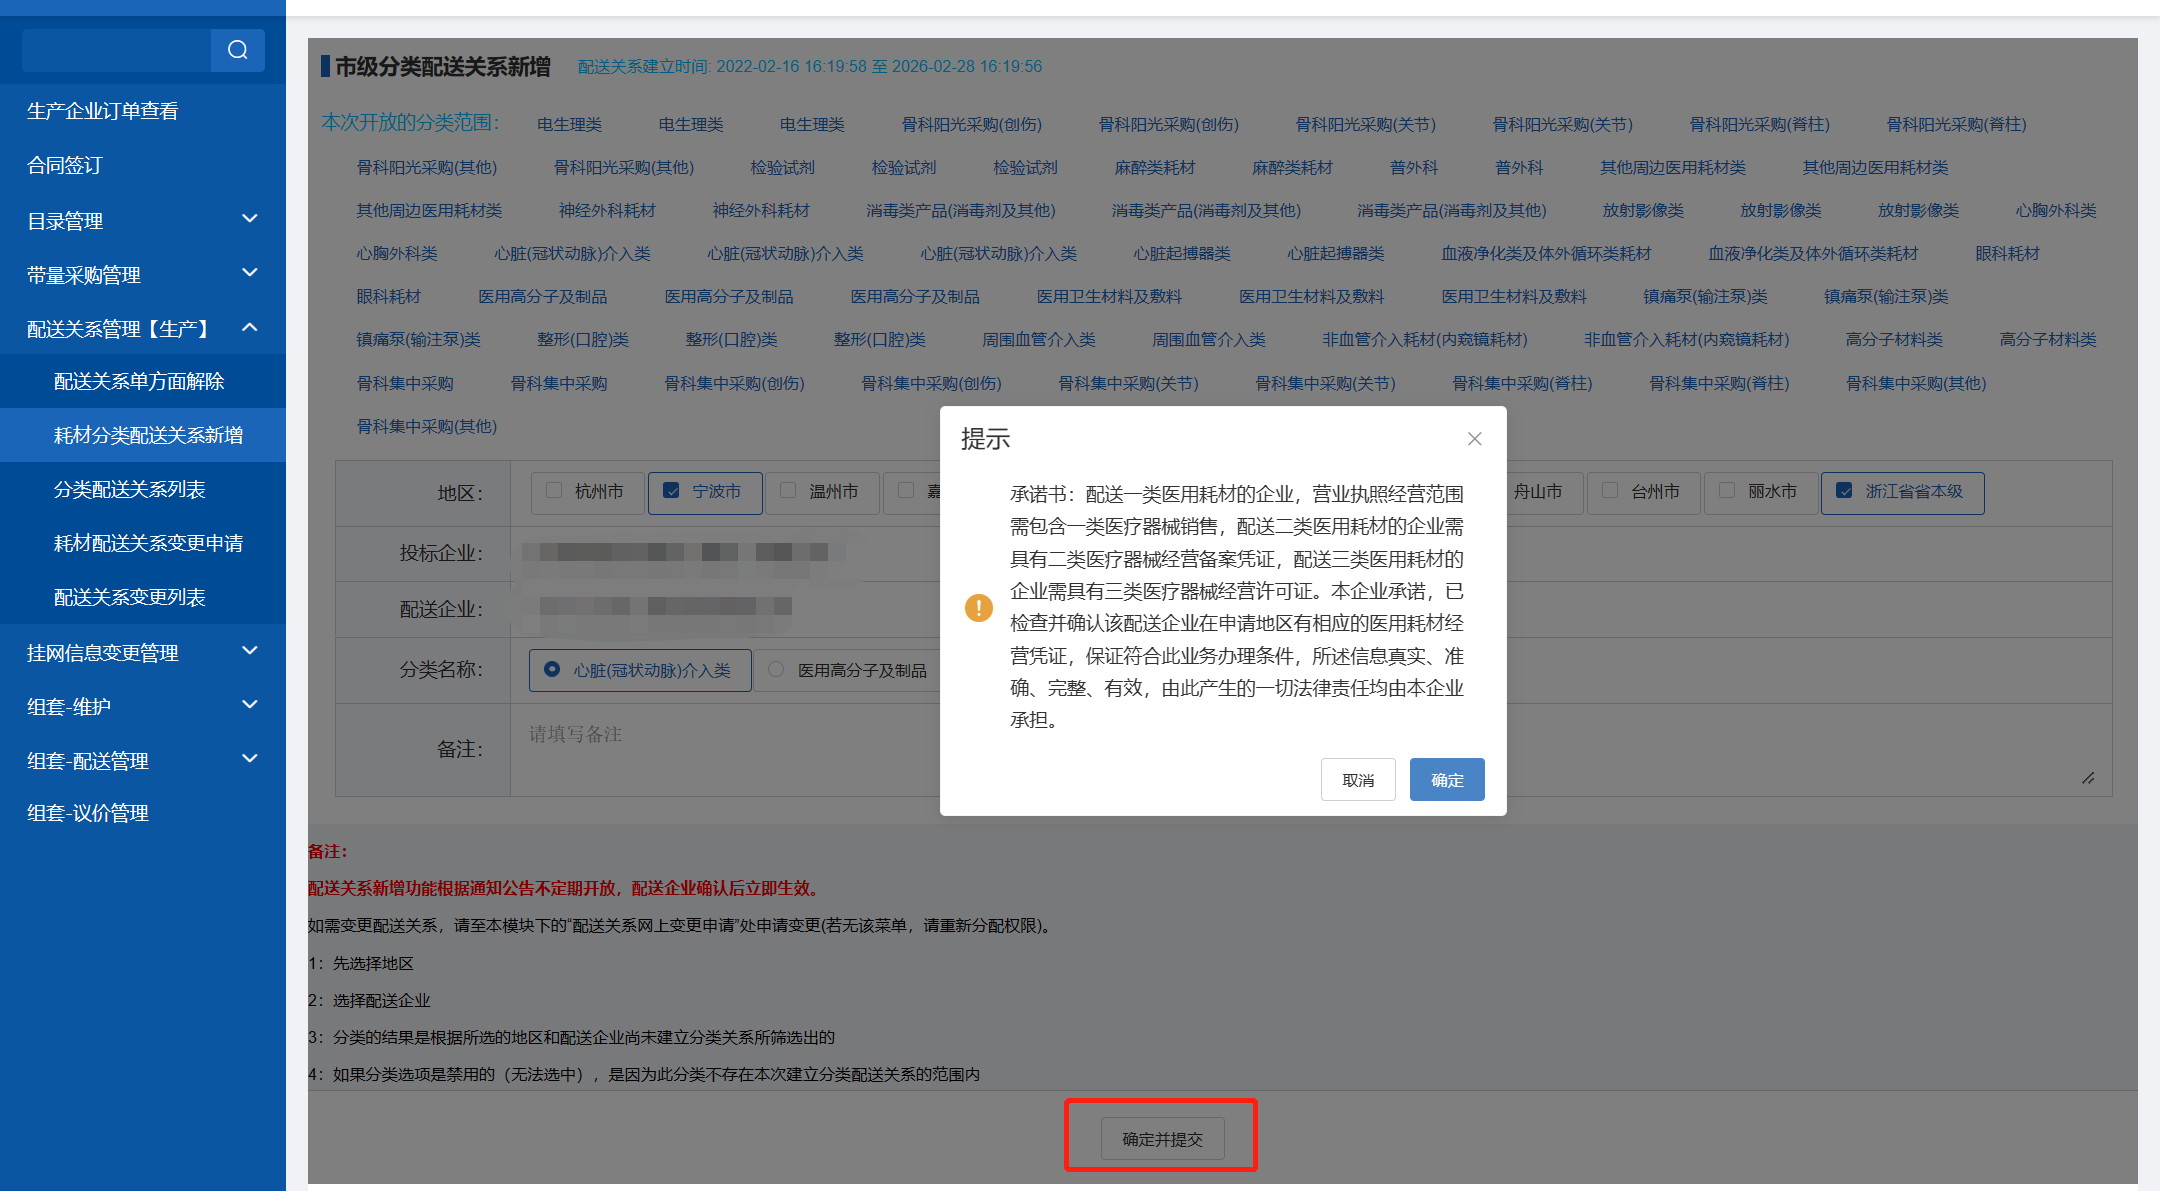 生产企业订单查看
合同签订
目录管理
带量采购管理
配送关系管理【生产】
配送关系单方面解除
耗材分类配送关系新增
分类配送关系列表
耗材配送关系变更申请
配送关系变更列表
挂网信息变更管理
组套-维护
组套-配送管理
组套-议价管理
市级分类配送关系新增 配送关系建立时间: 2022-02-16 16:19:58 至 2026-02-28 16:19:56
本次开放的分类范围： 电生理类 电生理类 电生理类 骨科阳光采购(创伤) 骨科阳光采购(创伤) 骨科阳光采购(关节) 骨科阳光采购(关节) 骨科阳光采购(脊柱) 骨科阳光采购(脊柱)
骨科阳光采购(其他) 骨科阳光采购(其他) 检验试剂 检验试剂 检验试剂 麻醉类耗材 麻醉类耗材 普外科 普外科 其他周边医用耗材类 其他周边医用耗材类
其他周边医用耗材类 神经外科耗材 神经外科耗材 消毒类产品(消毒剂及其他) 消毒类产品(消毒剂及其他) 消毒类产品(消毒剂及其他) 放射影像类 放射影像类 放射影像类 心胸外科类
心胸外科类 心脏(冠状动脉)介入类 心脏(冠状动脉)介入类 心脏(冠状动脉)介入类 心脏起搏器类 心脏起搏器类 血液净化类及体外循环类耗材 血液净化类及体外循环类耗材 眼科耗材
眼科耗材 医用高分子及制品 医用高分子及制品 医用高分子及制品 医用卫生材料及敷料 医用卫生材料及敷料 医用卫生材料及敷料 镇痛泵(输注泵)类 镇痛泵(输注泵)类
镇痛泵(输注泵)类 整形(口腔)类 整形(口腔)类 整形(口腔)类 周围血管介入类 周围血管介入类 非血管介入耗材(内窥镜耗材) 非血管介入耗材(内窥镜耗材) 高分子材料类 高分子材料类
骨科集中采购 骨科集中采购 骨科集中采购(创伤) 骨科集中采购(创伤) 骨科集中采购(关节) 骨科集中采购(关节) 骨科集中采购(脊柱) 骨科集中采购(脊柱) 骨科集中采购(其他)
骨科集中采购(其他)
地区： 杭州市 宁波市 温州市 嘉 舟山市 台州市 丽水市 浙江省省本级
投标企业：
配送企业：
分类名称： 心脏(冠状动脉)介入类 医用高分子及制品
备注： 请填写备注
提示
承诺书：配送一类医用耗材的企业，营业执照经营范围
需包含一类医疗器械销售，配送二类医用耗材的企业需
具有二类医疗器械经营备案凭证，配送三类医用耗材的
企业需具有三类医疗器械经营许可证。本企业承诺，已
检查并确认该配送企业在申请地区有相应的医用耗材经
营凭证，保证符合此业务办理条件，所述信息真实、准
确、完整、有效，由此产生的一切法律责任均由本企业
承担。
取消 确定
备注：
配送关系新增功能根据通知公告不定期开放，配送企业确认后立即生效。
如需变更配送关系，请至本模块下的“配送关系网上变更申请”处申请变更(若无该菜单，请重新分配权限)。
1：先选择地区
2：选择配送企业
3：分类的结果是根据所选的地区和配送企业尚未建立分类关系所筛选出的
4：如果分类选项是禁用的（无法选中），是因为此分类不存在本次建立分类配送关系的范围内
确定并提交